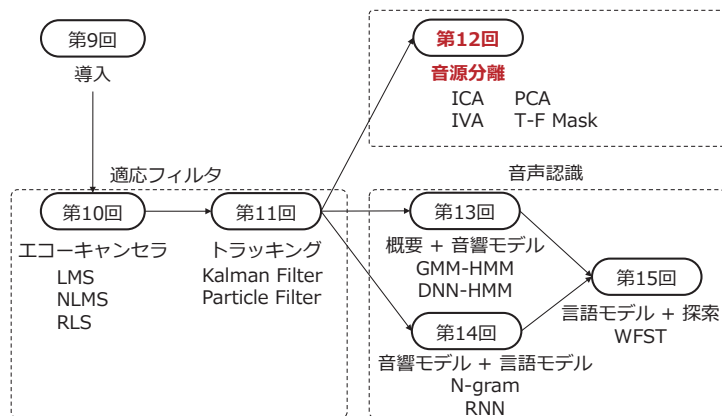 第9回
導入
第12回
音源分離
ICA PCA
IVA T-F Mask
適応フィルタ
第10回
エコーキャンセラ
LMS
NLMS
RLS
第11回
トラッキング
Kalman Filter
Particle Filter
音声認識
第13回
概要 + 音響モデル
GMM-HMM
DNN-HMM
第14回
音響モデル + 言語モデル
N-gram
RNN
第15回
言語モデル + 探索
WFST